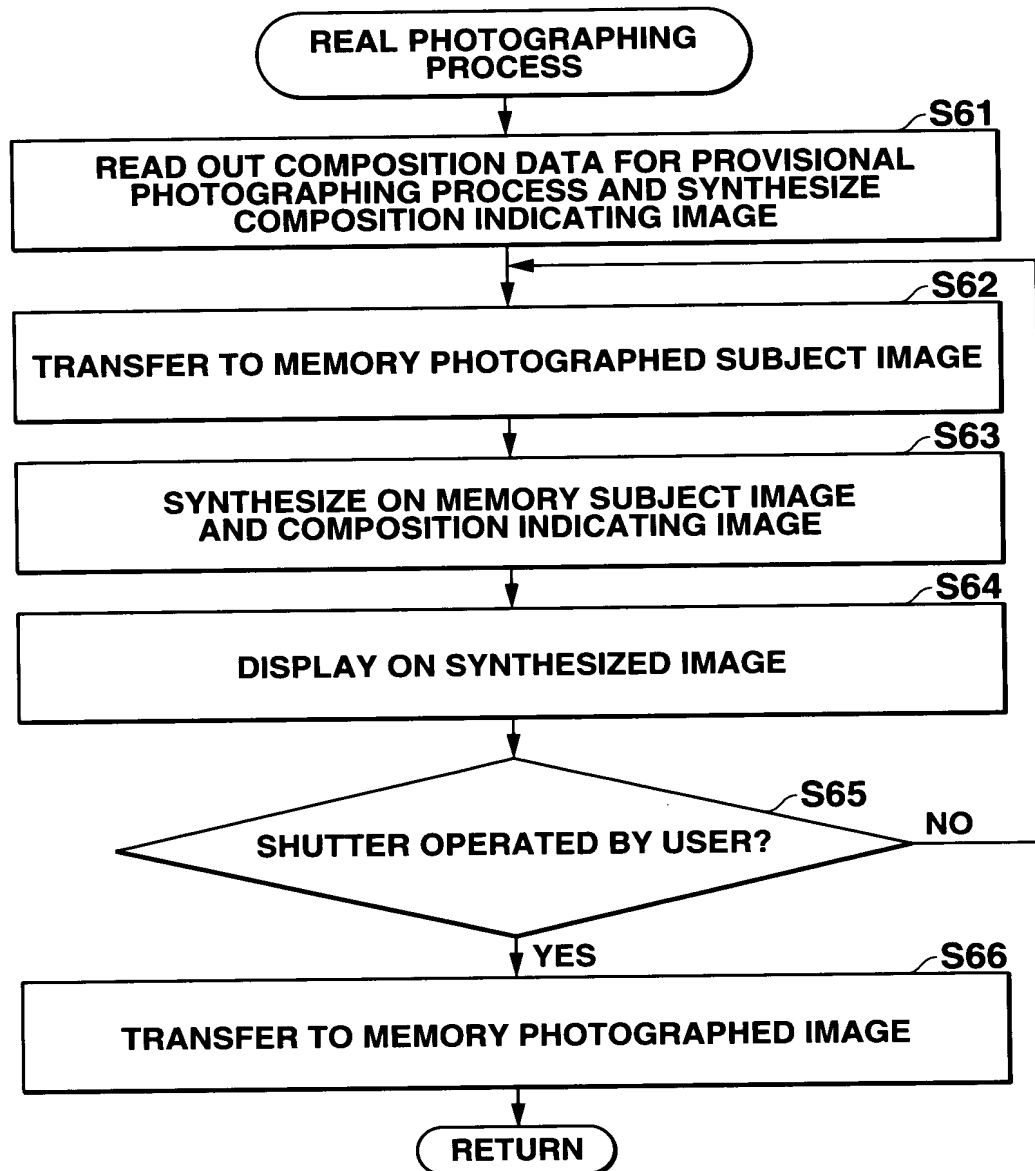 REAL PHOTOGRAPHING
PROCESS
S61
READ OUT COMPOSITION DATA FOR PROVISIONAL
PHOTOGRAPHING PROCESS AND SYNTHESIZE
COMPOSITION INDICATING IMAGE
S62
TRANSFER TO MEMORY PHOTOGRAPHED SUBJECT IMAGE
S63
SYNTHESIZE ON MEMORY SUBJECT IMAGE
AND COMPOSITION INDICATING IMAGE
S64
DISPLAY ON SYNTHESIZED IMAGE
S65
SHUTTER OPERATED BY USER?
NO
YES
S66
TRANSFER TO MEMORY PHOTOGRAPHED IMAGE
RETURN